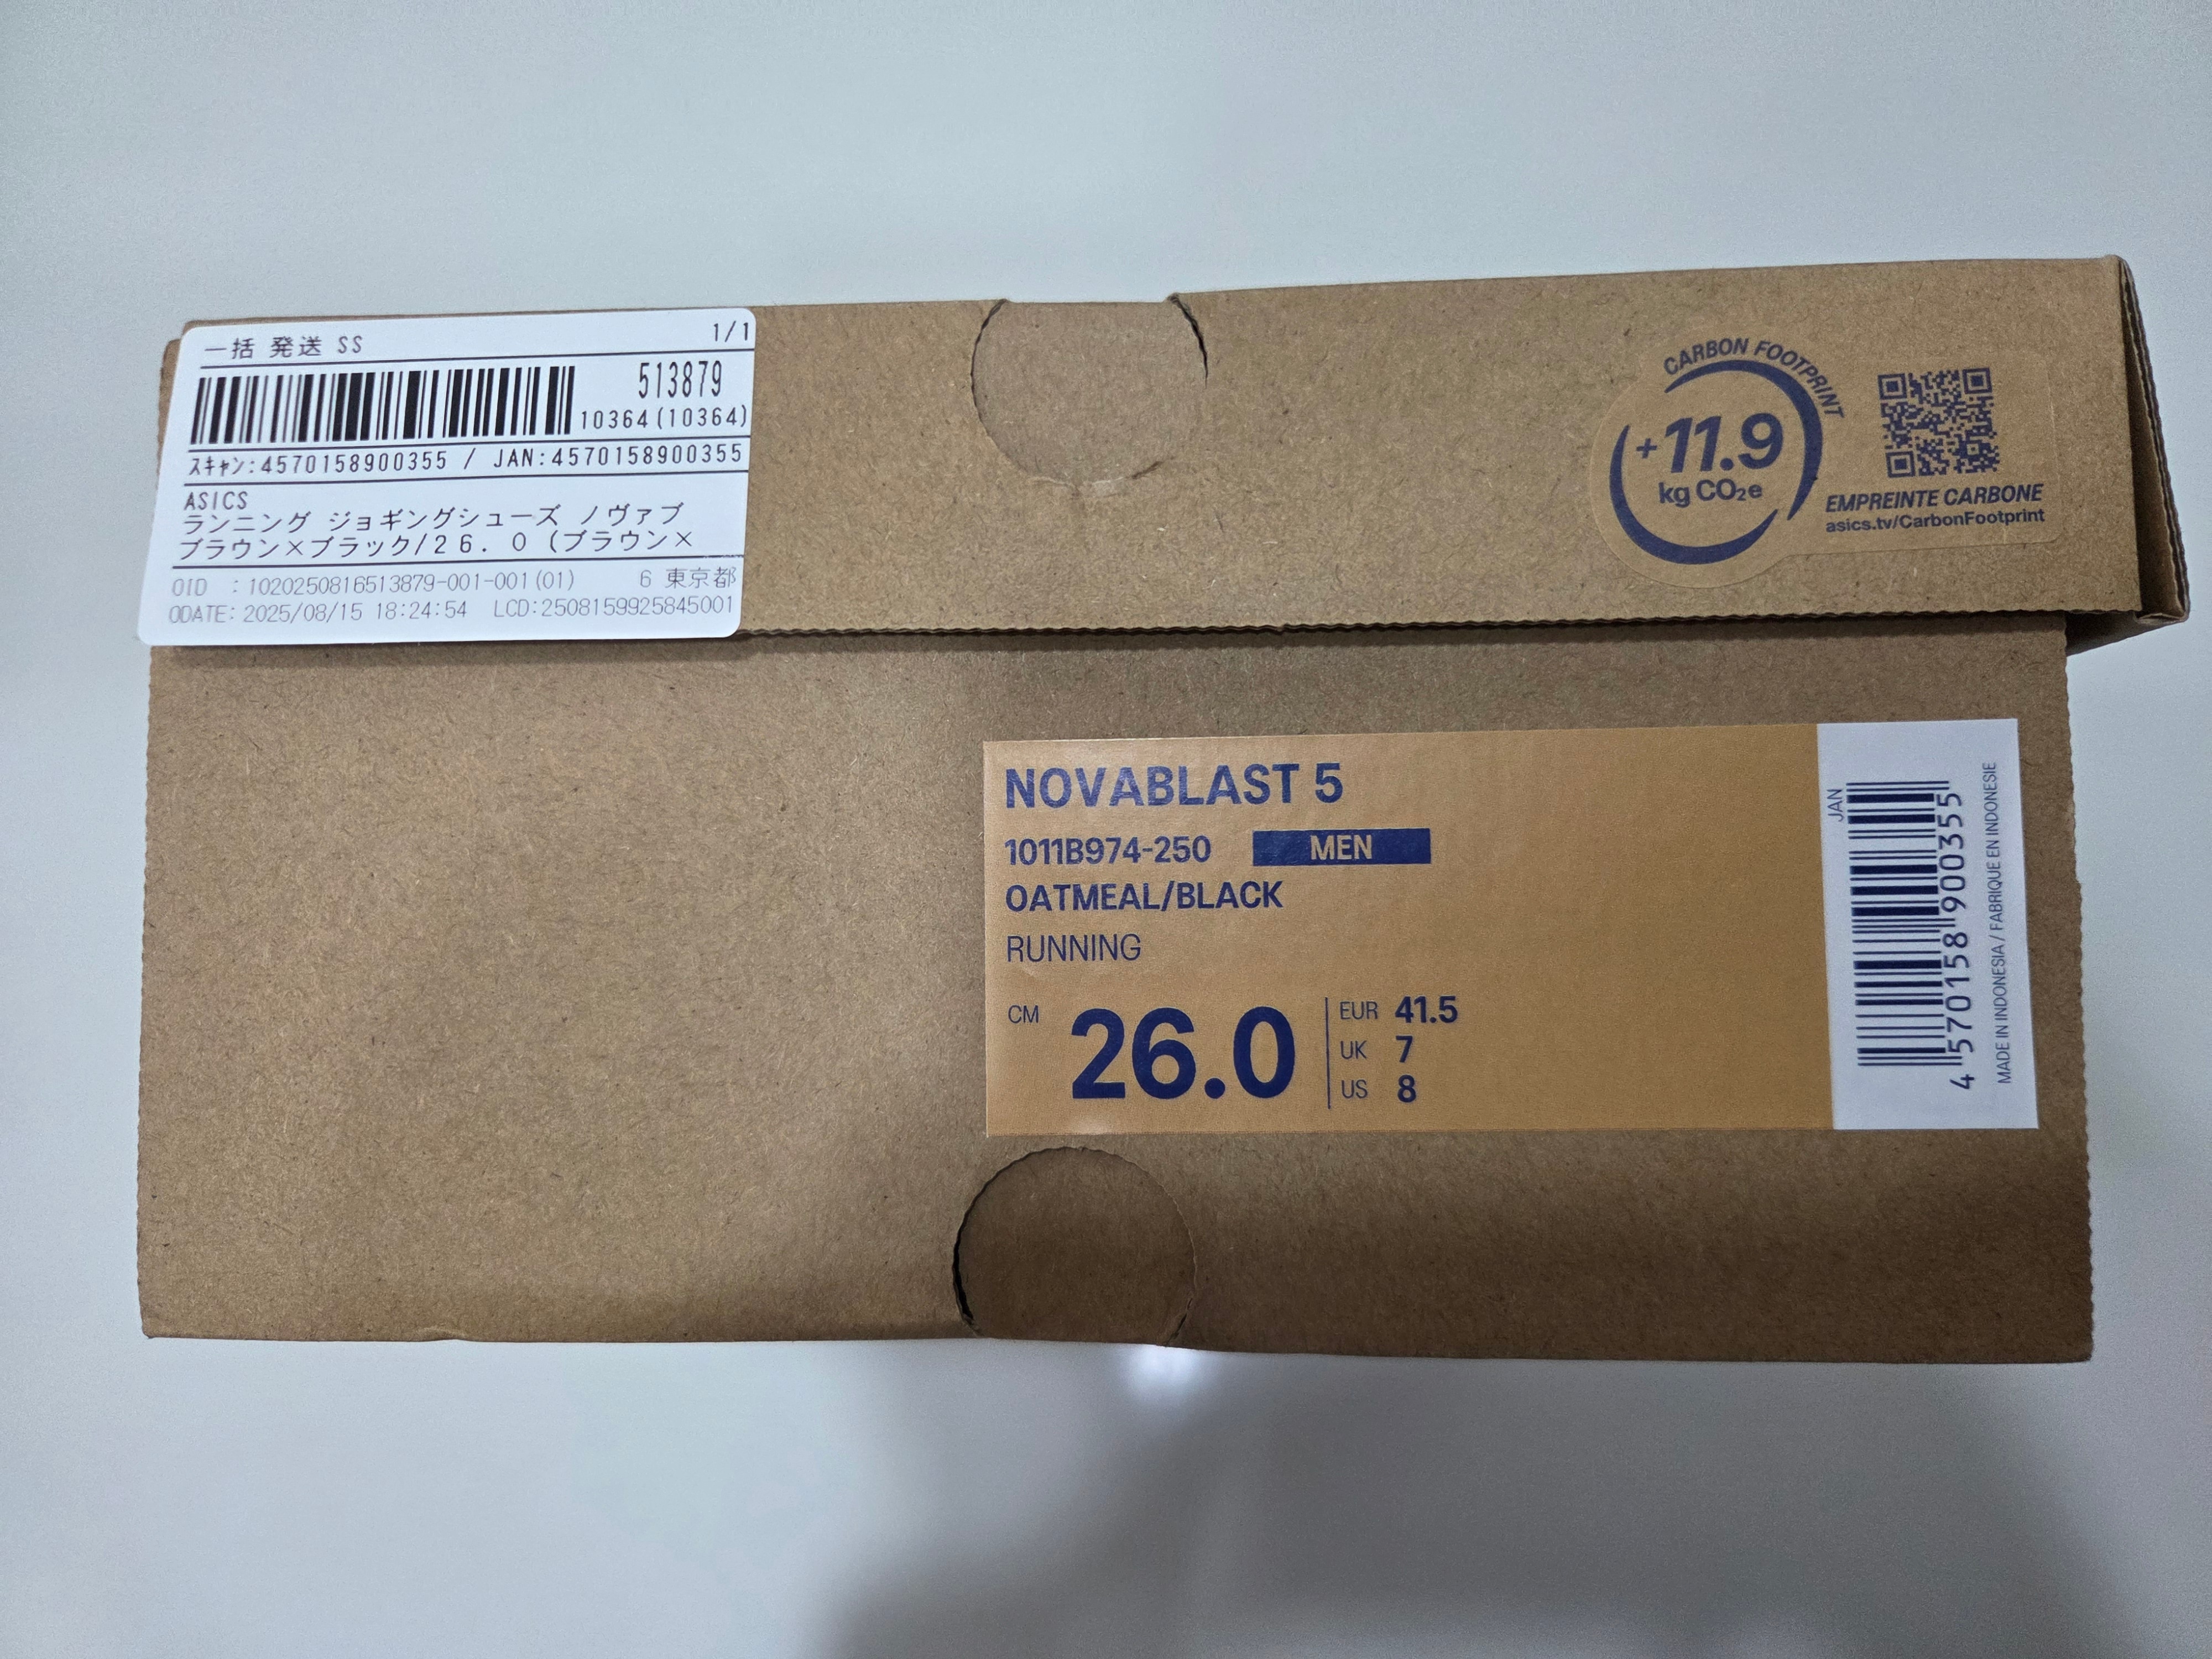 一括 発送 SS 1/1
513879
10364(10364)
ｽｷｬﾝ:4570158900355 / JAN:4570158900355
ASICS
ランニング ジョギングシューズ ノヴァブ
ブラウン×ブラック/２６．０（ブラウン×
OID :1020250816513879-001-001(01) 6 東京都
ODATE:2025/08/15 18:24:54 LCD:2508159925845001
CARBON FOOTPRINT
+11.9
kg CO₂e
EMPREINTE CARBONE
asics.tv/CarbonFootprint
NOVABLAST 5
1011B974-250 MEN
OATMEAL/BLACK
RUNNING
CM 26.0
EUR 41.5
UK 7
US 8
JAN
4570158900355
MADE IN INDONESIA / FABRIQUE EN INDONESIE